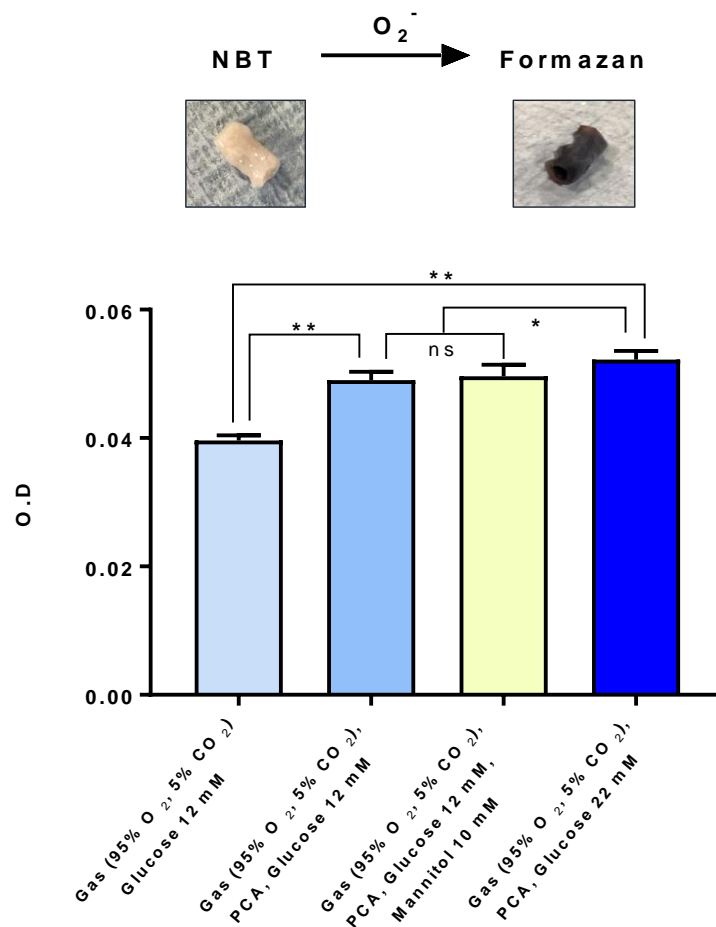 O2-
NBT Formazan
**
0.06
**
*
ns
0.04
O.D
0.02
0.00
Gas (95% O2, 5% CO2)
Glucose 12 mM
Gas (95% O2, 5% CO2),
PCA, Glucose 12 mM
Gas (95% O2, 5% CO2),
PCA, Glucose 12 mM,
Mannitol 10 mM
Gas (95% O2, 5% CO2),
PCA, Glucose 22 mM